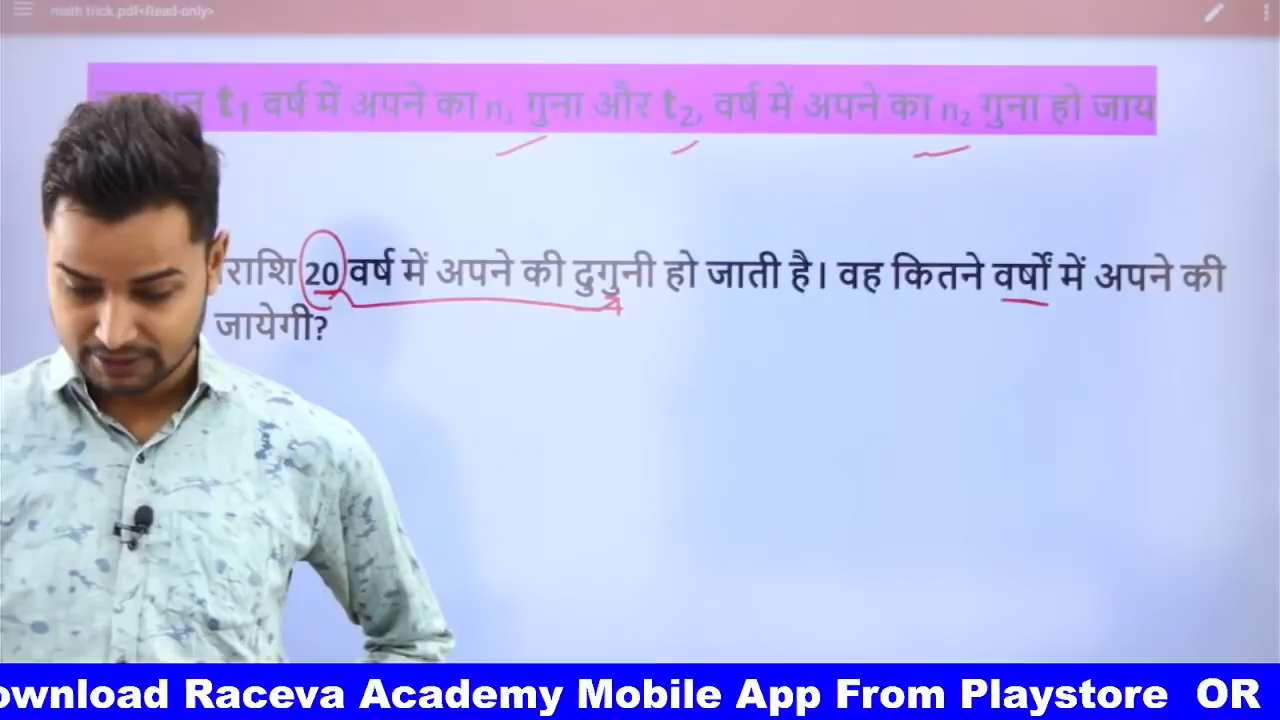 math trick.pdf<Read-only>
t₁ वर्ष में अपने का n₁ गुना और t₂, वर्ष में अपने का n₂ गुना हो जाय
राशि 20 वर्ष में अपने की दुगुनी हो जाती है। वह कितने वर्षों में अपने की
जायेगी?
ownload Raceva Academy Mobile App From Playstore OR